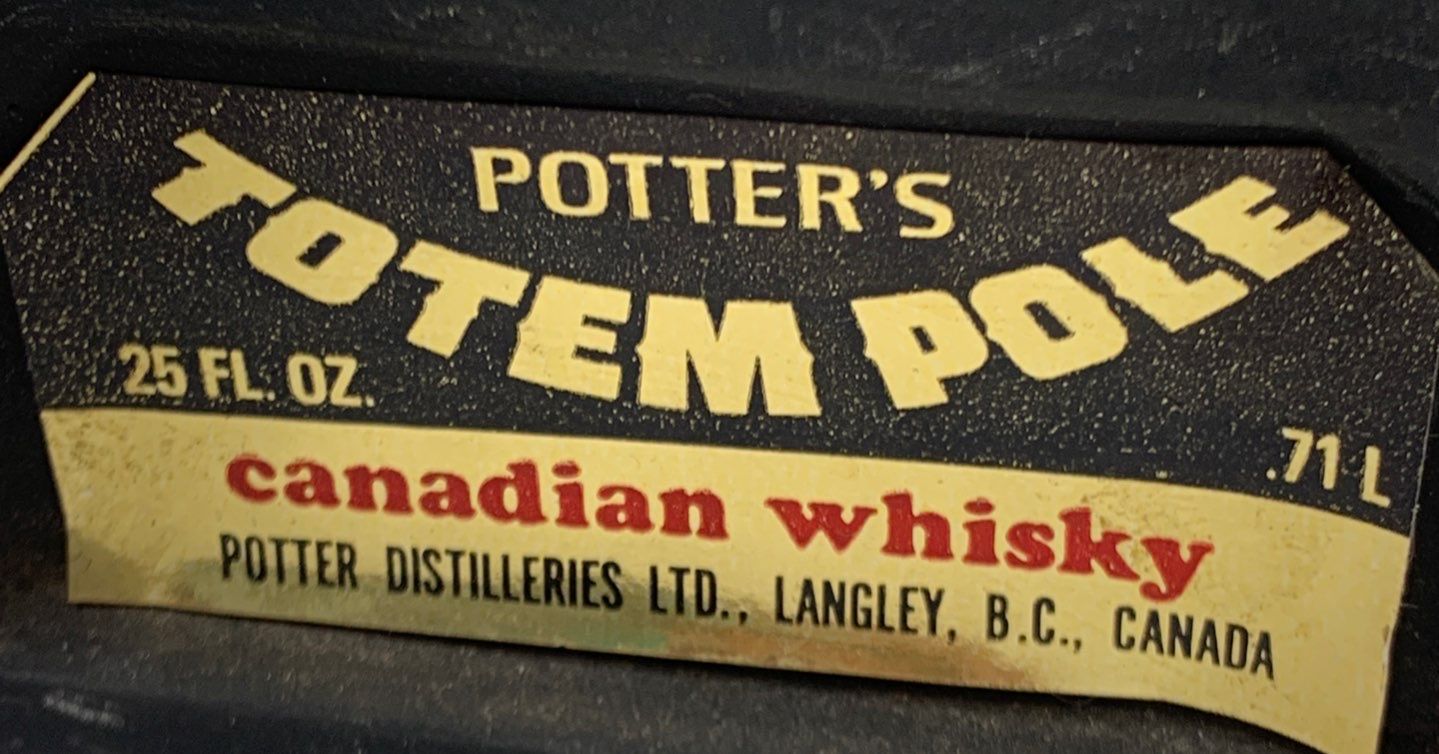 POTTER'S
TOTEM POLE
25 FL. OZ.
.71 L
canadian whisky
POTTER DISTILLERIES LTD., LANGLEY, B.C., CANADA